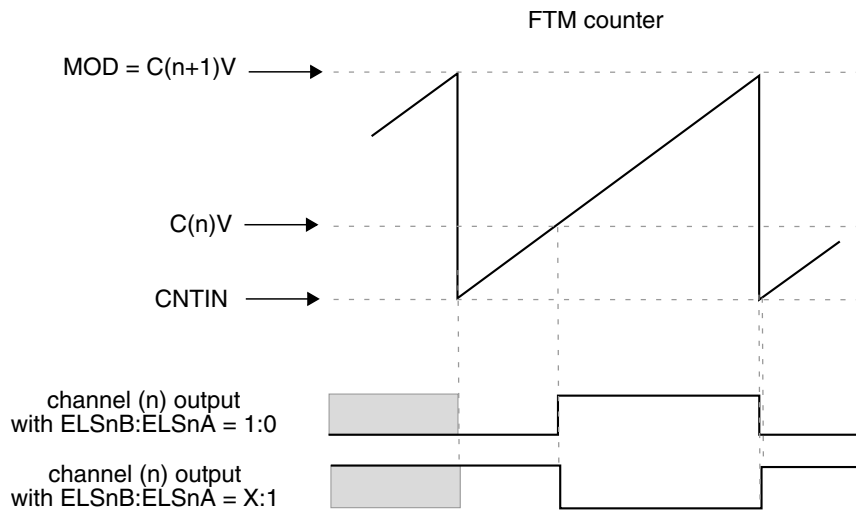 FTM counter
MOD = C(n+1)V
C(n)V
CNTIN
channel (n) output
with ELSnB:ELSnA = 1:0
channel (n) output
with ELSnB:ELSnA = X:1